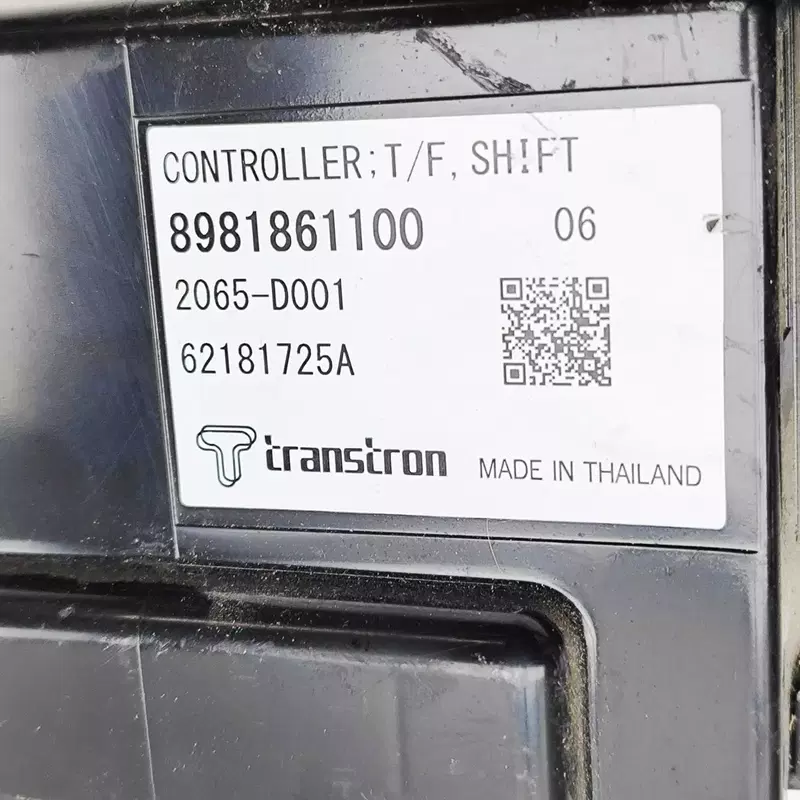 CONTROLLER;T/F,SHIFT
8981861100 06
2065-D001
62181725A
transtron MADE IN THAILAND